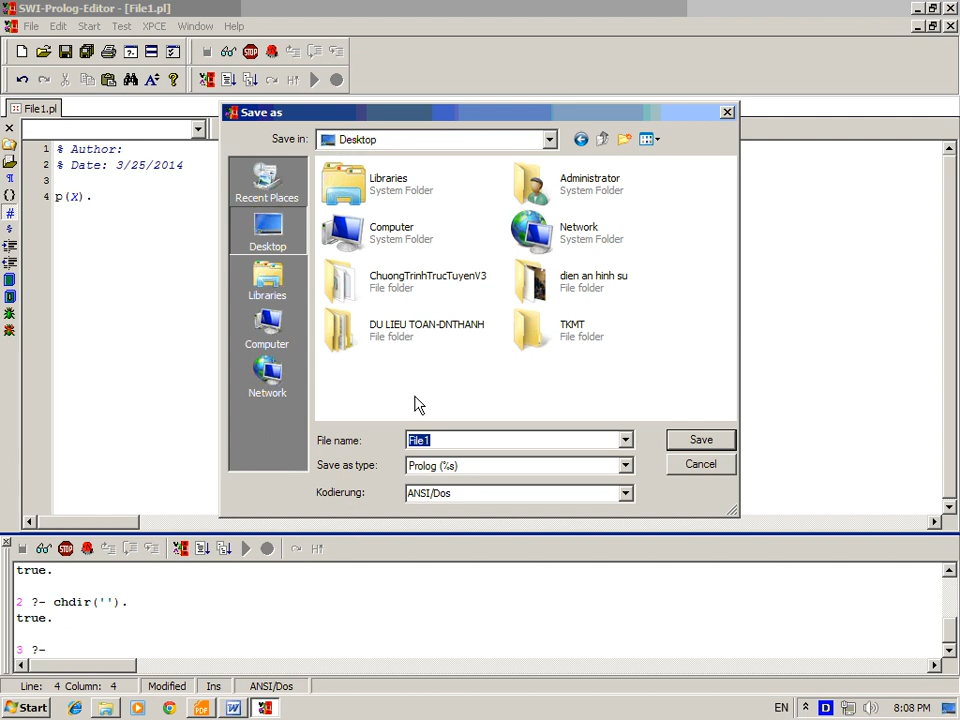 SWI-Prolog-Editor - [File1.pl]
File Edit Start Test XPCE Window Help
File1.pl
1 % Author:
2 % Date: 3/25/2014
3
4 p(X).
Save as
Save in: Desktop
Recent Places
Desktop
Libraries
Computer
Network
Libraries
System Folder
Administrator
System Folder
Computer
System Folder
Network
System Folder
ChuongTrinhTrucTuyenV3
File folder
dien an hinh su
File folder
DU LIEU TOAN-DNTHANH
File folder
TKMT
File folder
File name: File1
Save
Save as type: Prolog (%s)
Cancel
Kodierung: ANSI/Dos
true.
2 ?- chdir('').
true.
3 ?-
Line: 4 Column: 4 Modified Ins ANSI/Dos
Start
EN
8:08 PM